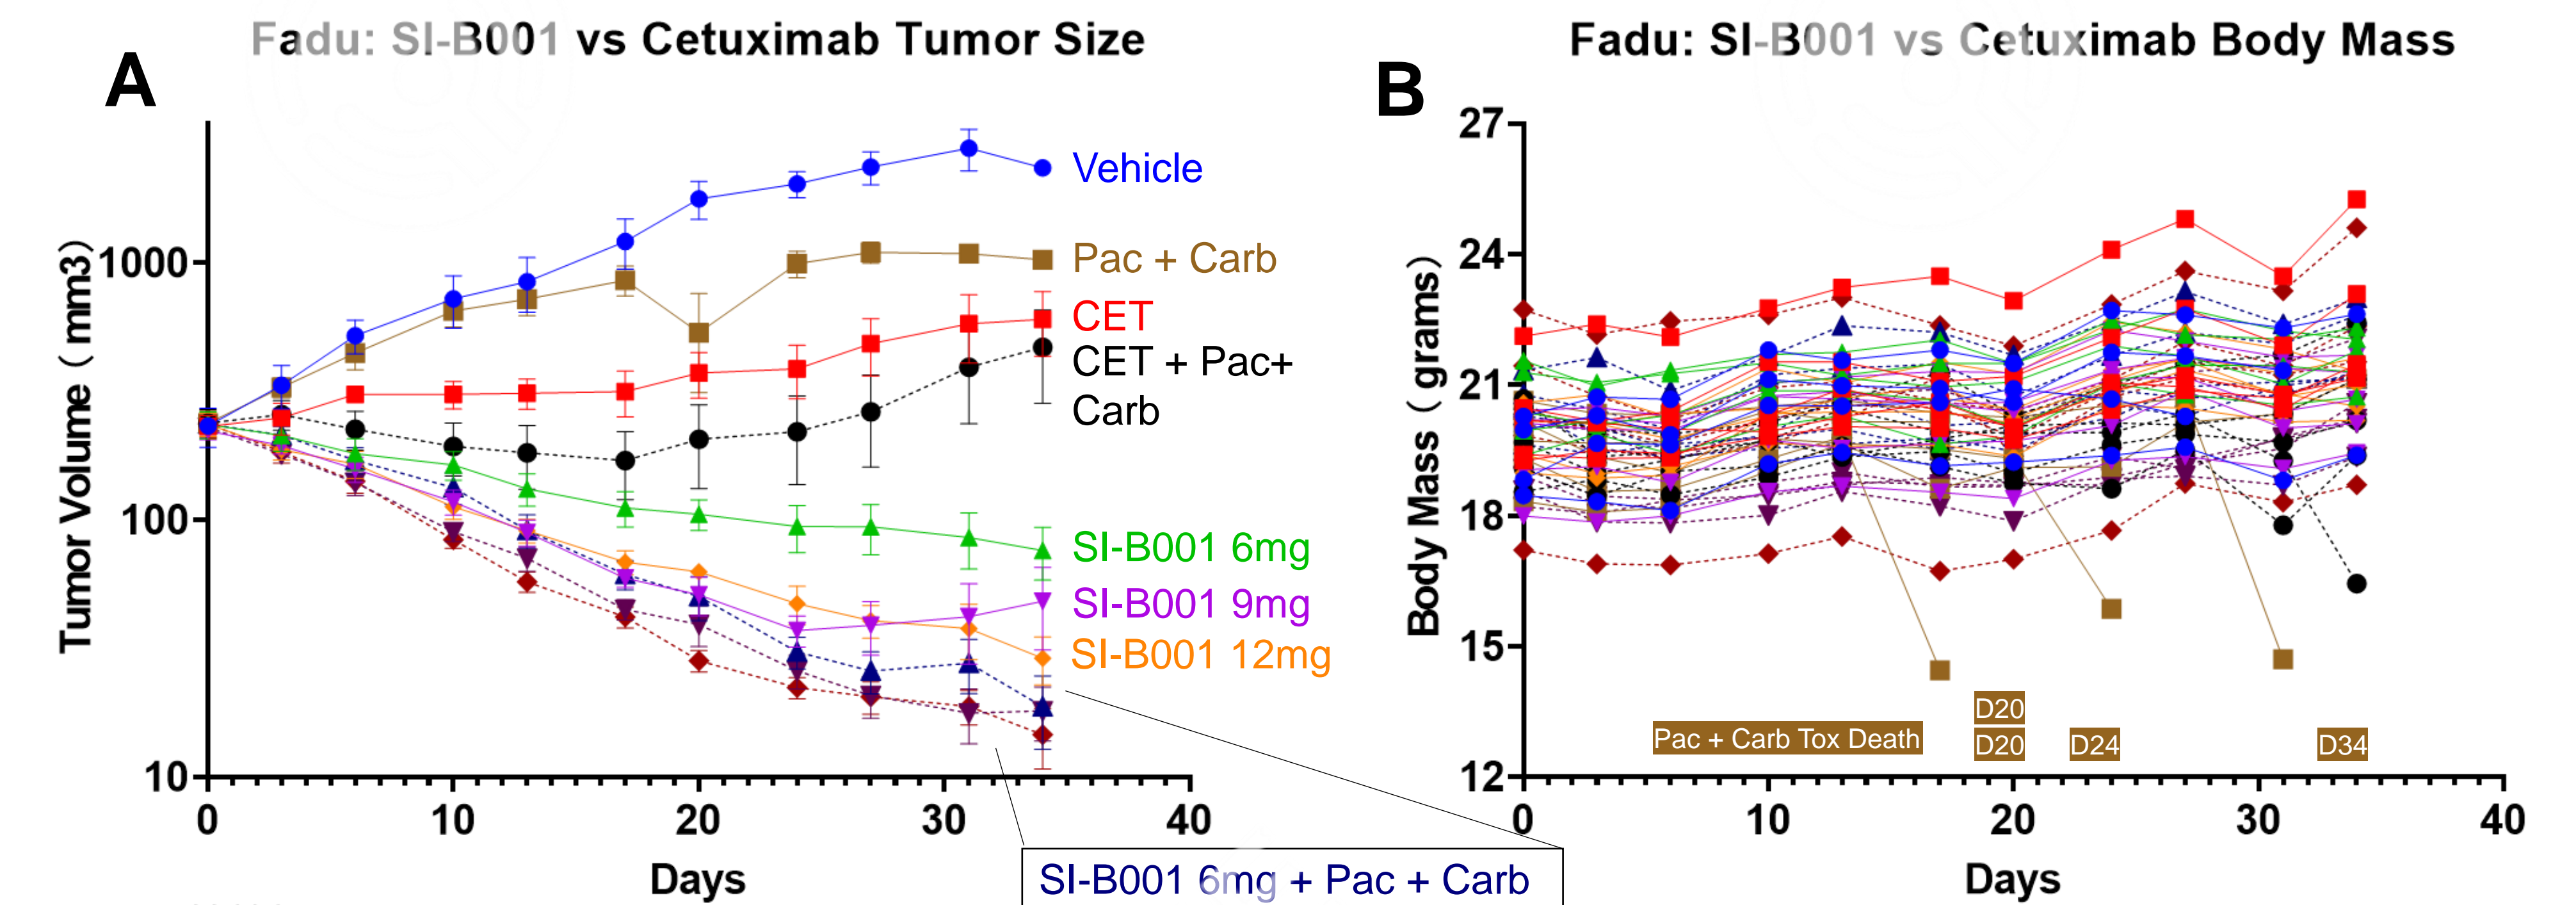 Fadu: SI-B001 vs Cetuximab Tumor Size
A
Tumor Volume ( mm3)
1000
100
10
0
10
20
30
40
Days
Vehicle
Pac + Carb
CET
CET + Pac+
Carb
SI-B001 6mg
SI-B001 9mg
SI-B001 12mg
SI-B001 6mg + Pac + Carb
Fadu: SI-B001 vs Cetuximab Body Mass
B
Body Mass ( grams)
27
24
21
18
15
12
0
10
20
30
40
Days
Pac + Carb Tox Death
D20
D20
D24
D34